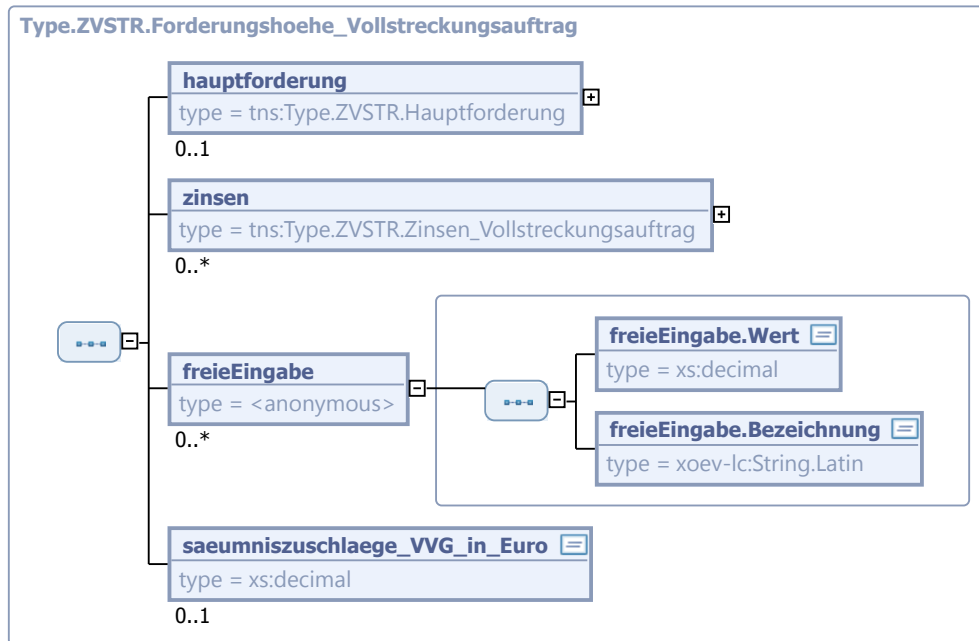 Type.ZVSTR.Forderungshoehe_Vollstreckungsauftrag
hauptforderung
type = tns:Type.ZVSTR.Hauptforderung
0..1
zinsen
type = tns:Type.ZVSTR.Zinsen_Vollstreckungsauftrag
0..*
freieEingabe
type = <anonymous>
0..*
freieEingabe.Wert
type = xs:decimal
freieEingabe.Bezeichnung
type = xoev-lc:String.Latin
saeumniszuschlaege_VVG_in_Euro
type = xs:decimal
0..1